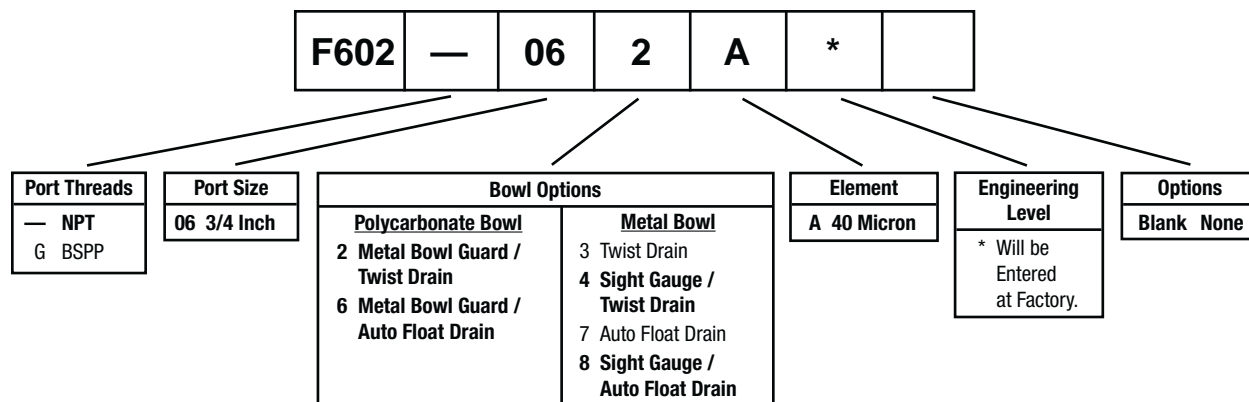 F602 — 06 2 A *
Port Threads
— NPT
G BSPP
Port Size
06 3/4 Inch
Bowl Options
Polycarbonate Bowl
2 Metal Bowl Guard /
Twist Drain
6 Metal Bowl Guard /
Auto Float Drain
Metal Bowl
3 Twist Drain
4 Sight Gauge /
Twist Drain
7 Auto Float Drain
8 Sight Gauge /
Auto Float Drain
Element
A 40 Micron
Engineering
Level
* Will be
Entered
at Factory.
Options
Blank None